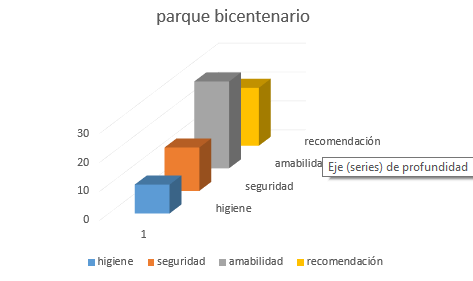 parque bicentenario
30
20
10
0
1
recomendación
amabilida
seguridad
higiene
Eje (series) de profundidad
higiene seguridad amabilidad recomendación